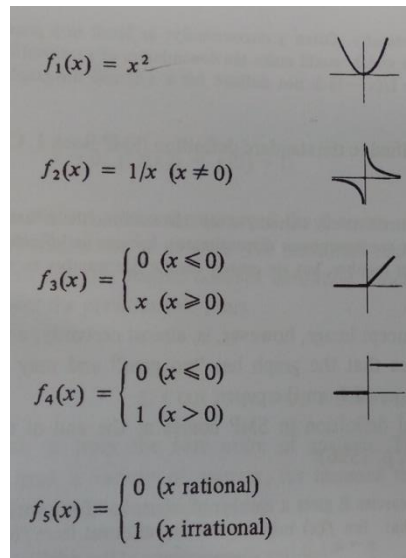 f₁(x) = x²
f₂(x) = 1/x (x ≠ 0)
f₃(x) = { 0 (x ⩽ 0)
x (x ⩾ 0)
f₄(x) = { 0 (x ⩽ 0)
1 (x > 0)
f₅(x) = { 0 (x rational)
1 (x irrational)